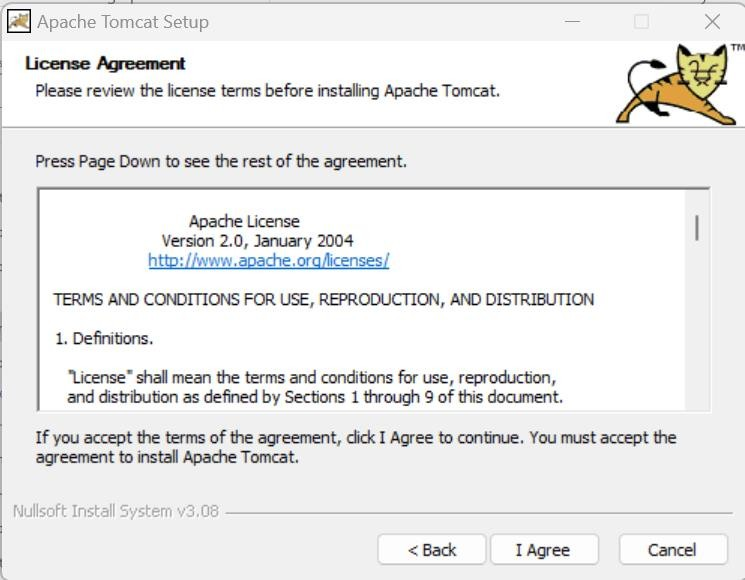 Apache Tomcat Setup
License Agreement
Please review the license terms before installing Apache Tomcat.
TM
Press Page Down to see the rest of the agreement.
Apache License
Version 2.0, January 2004
http://www.apache.org/licenses/
TERMS AND CONDITIONS FOR USE, REPRODUCTION, AND DISTRIBUTION
1. Definitions.
"License" shall mean the terms and conditions for use, reproduction,
and distribution as defined by Sections 1 through 9 of this document.
If you accept the terms of the agreement, click I Agree to continue. You must accept the
agreement to install Apache Tomcat.
Nullsoft Install System v3.08
< Back
I Agree
Cancel